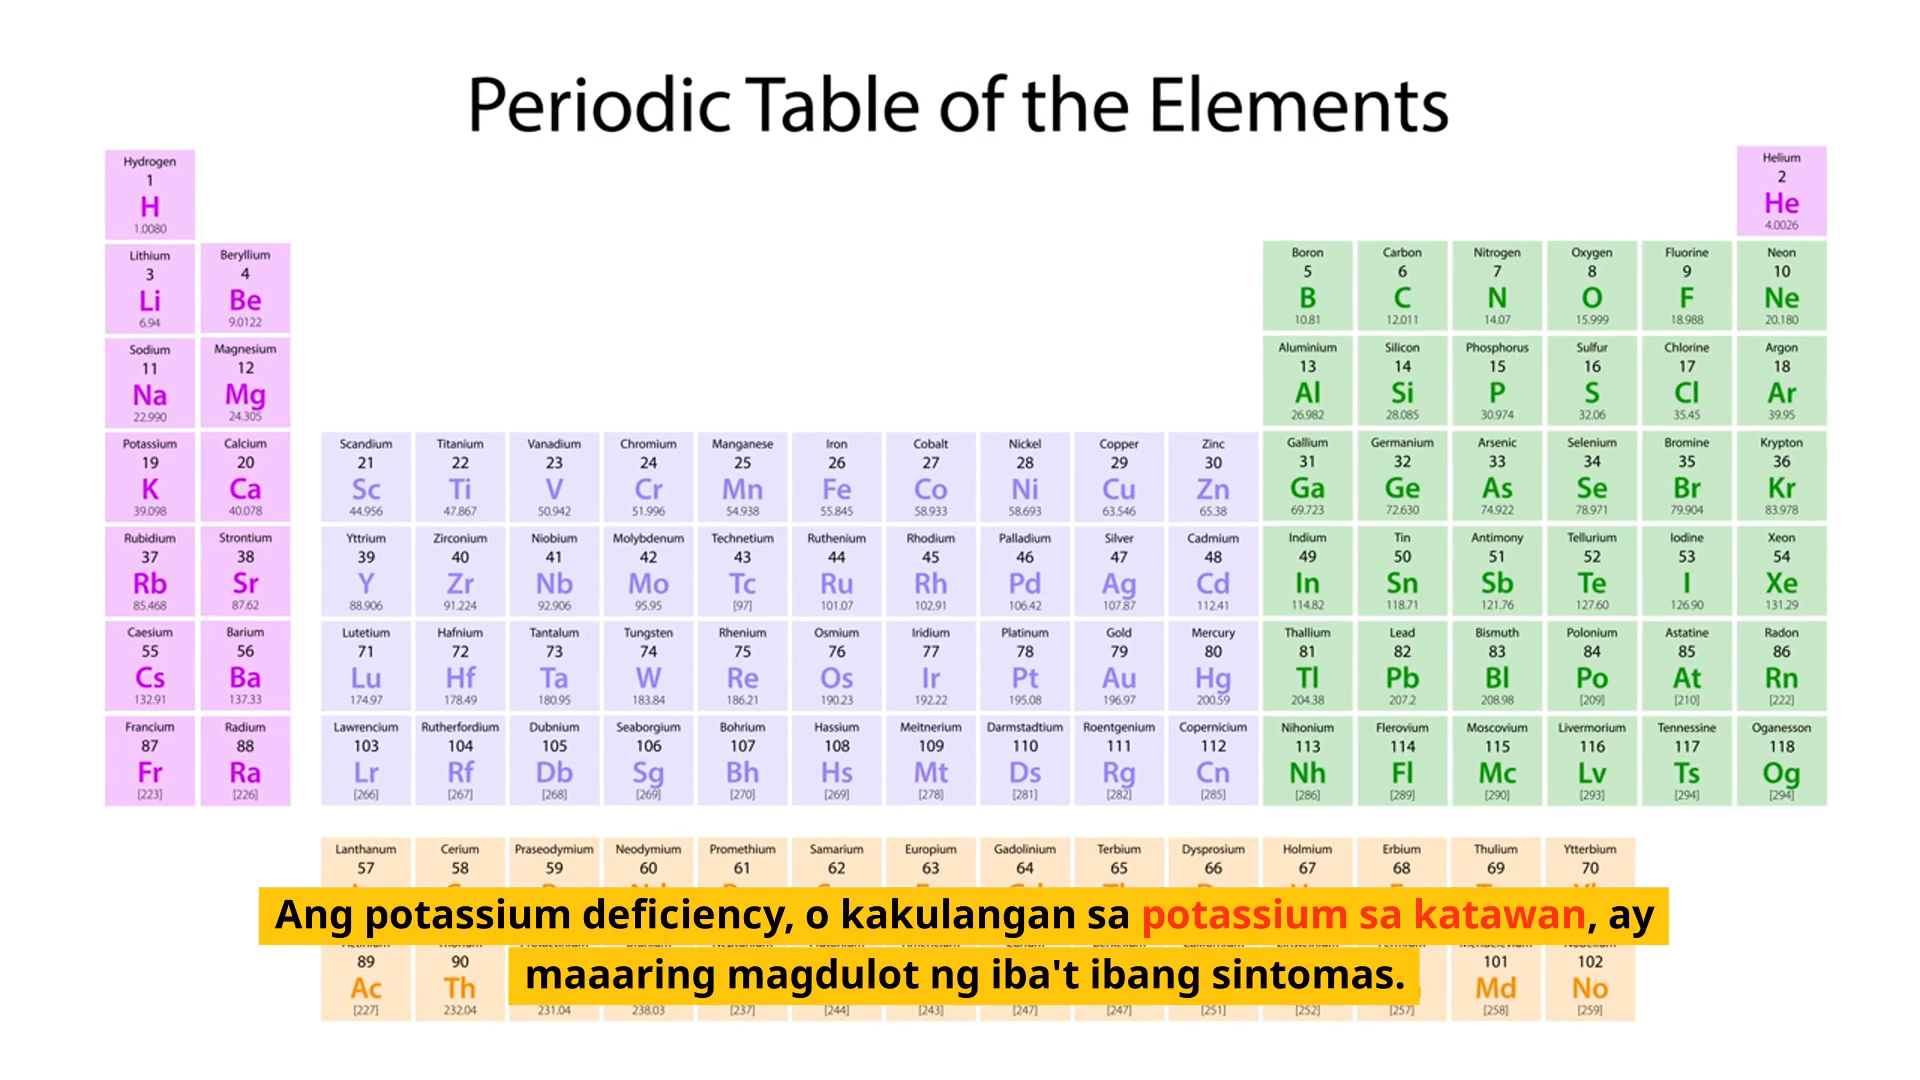 Periodic Table of the Elements
Hydrogen Helium
1 2
H He
1.0080 4.0026
Lithium Beryllium Boron Carbon Nitrogen Oxygen Fluorine Neon
3 4 5 6 7 8 9 10
Li Be B C N O F Ne
6.94 9.0122 10.81 12.011 14.07 15.999 18.988 20.180
Sodium Magnesium Aluminium Silicon Phosphorus Sulfur Chlorine Argon
11 12 13 14 15 16 17 18
Na Mg Al Si P S Cl Ar
22.990 24.305 26.982 28.085 30.974 32.06 35.45 39.95
Potassium Calcium Scandium Titanium Vanadium Chromium Manganese Iron Cobalt Nickel Copper Zinc Gallium Germanium Arsenic Selenium Bromine Krypton
19 20 21 22 23 24 25 26 27 28 29 30 31 32 33 34 35 36
K Ca Sc Ti V Cr Mn Fe Co Ni Cu Zn Ga Ge As Se Br Kr
39.098 40.078 44.956 47.867 50.942 51.996 54.938 55.845 58.933 58.693 63.546 65.38 69.723 72.630 74.922 78.971 79.904 83.978
Rubidium Strontium Yttrium Zirconium Niobium Molybdenum Technetium Ruthenium Rhodium Palladium Silver Cadmium Indium Tin Antimony Tellurium Iodine Xeon
37 38 39 40 41 42 43 44 45 46 47 48 49 50 51 52 53 54
Rb Sr Y Zr Nb Mo Tc Ru Rh Pd Ag Cd In Sn Sb Te I Xe
85.468 87.62 88.906 91.224 92.906 95.95 [97] 101.07 102.91 106.42 107.87 112.41 114.82 118.71 121.76 127.60 126.90 131.29
Caesium Barium Lutetium Hafnium Tantalum Tungsten Rhenium Osmium Iridium Platinum Gold Mercury Thallium Lead Bismuth Polonium Astatine Radon
55 56 71 72 73 74 75 76 77 78 79 80 81 82 83 84 85 86
Cs Ba Lu Hf Ta W Re Os Ir Pt Au Hg Tl Pb Bl Po At Rn
132.91 137.33 174.97 178.49 180.95 183.84 186.21 190.23 192.22 195.08 196.97 200.59 204.38 207.2 208.98 [209] [210] [222]
Francium Radium Lawrencium Rutherfordium Dubnium Seaborgium Bohrium Hassium Meitnerium Darmstadtium Roentgenium Copernicium Nihonium Flerovium Moscovium Livermorium Tennessine Oganesson
87 88 103 104 105 106 107 108 109 110 111 112 113 114 115 116 117 118
Fr Ra Lr Rf Db Sg Bh Hs Mt Ds Rg Cn Nh Fl Mc Lv Ts Og
[223] [226] [266] [267] [268] [269] [270] [269] [278] [281] [282] [285] [286] [289] [290] [293] [294] [294]
Lanthanum Cerium Praseodymium Neodymium Promethium Samarium Europium Gadolinium Terbium Dysprosium Holmium Erbium Thulium Ytterbium
57 58 59 60 61 62 63 64 65 66 67 68 69 70
Ang potassium deficiency, o kakulangan sa potassium sa katawan, ay
maaaring magdulot ng iba't ibang sintomas.
89 90 101 102
Ac Th Md No
[227] 232.04 231.04 238.03 [237] [244] [243] [247] [247] [251] [252] [257] [258] [259]